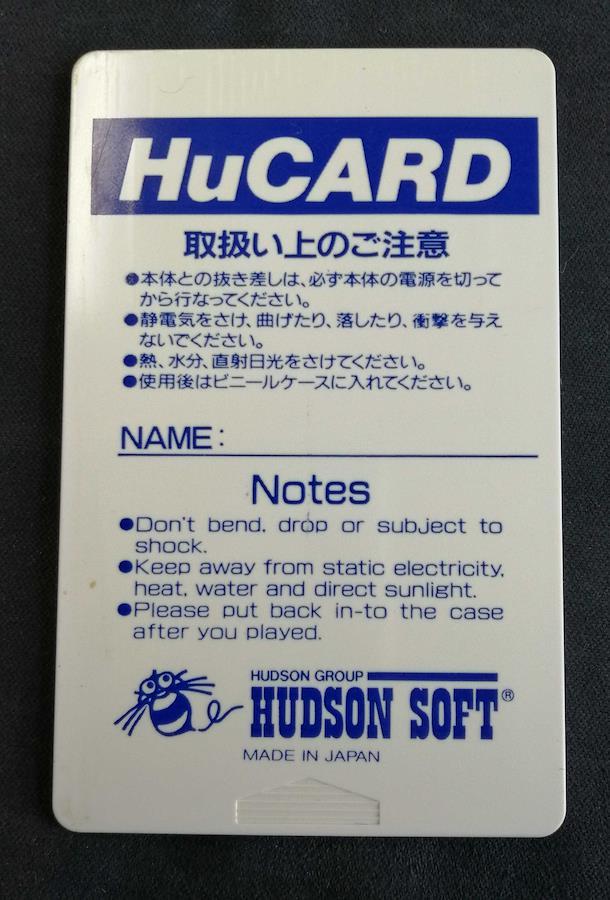 HuCARD
取扱い上のご注意
●本体との抜き差しは、必ず本体の電源を切って
から行なってください。
●静電気をさけ、曲げたり、落したり、衝撃を与え
ないでください。
●熱、水分、直射日光をさけてください。
●使用後はビニールケースに入れてください。
NAME:
Notes
●Don't bend, drop or subject to
shock.
●Keep away from static electricity,
heat, water and direct sunlight.
●Please put back in-to the case
after you played.
HUDSON GROUP
HUDSON SOFT®
MADE IN JAPAN